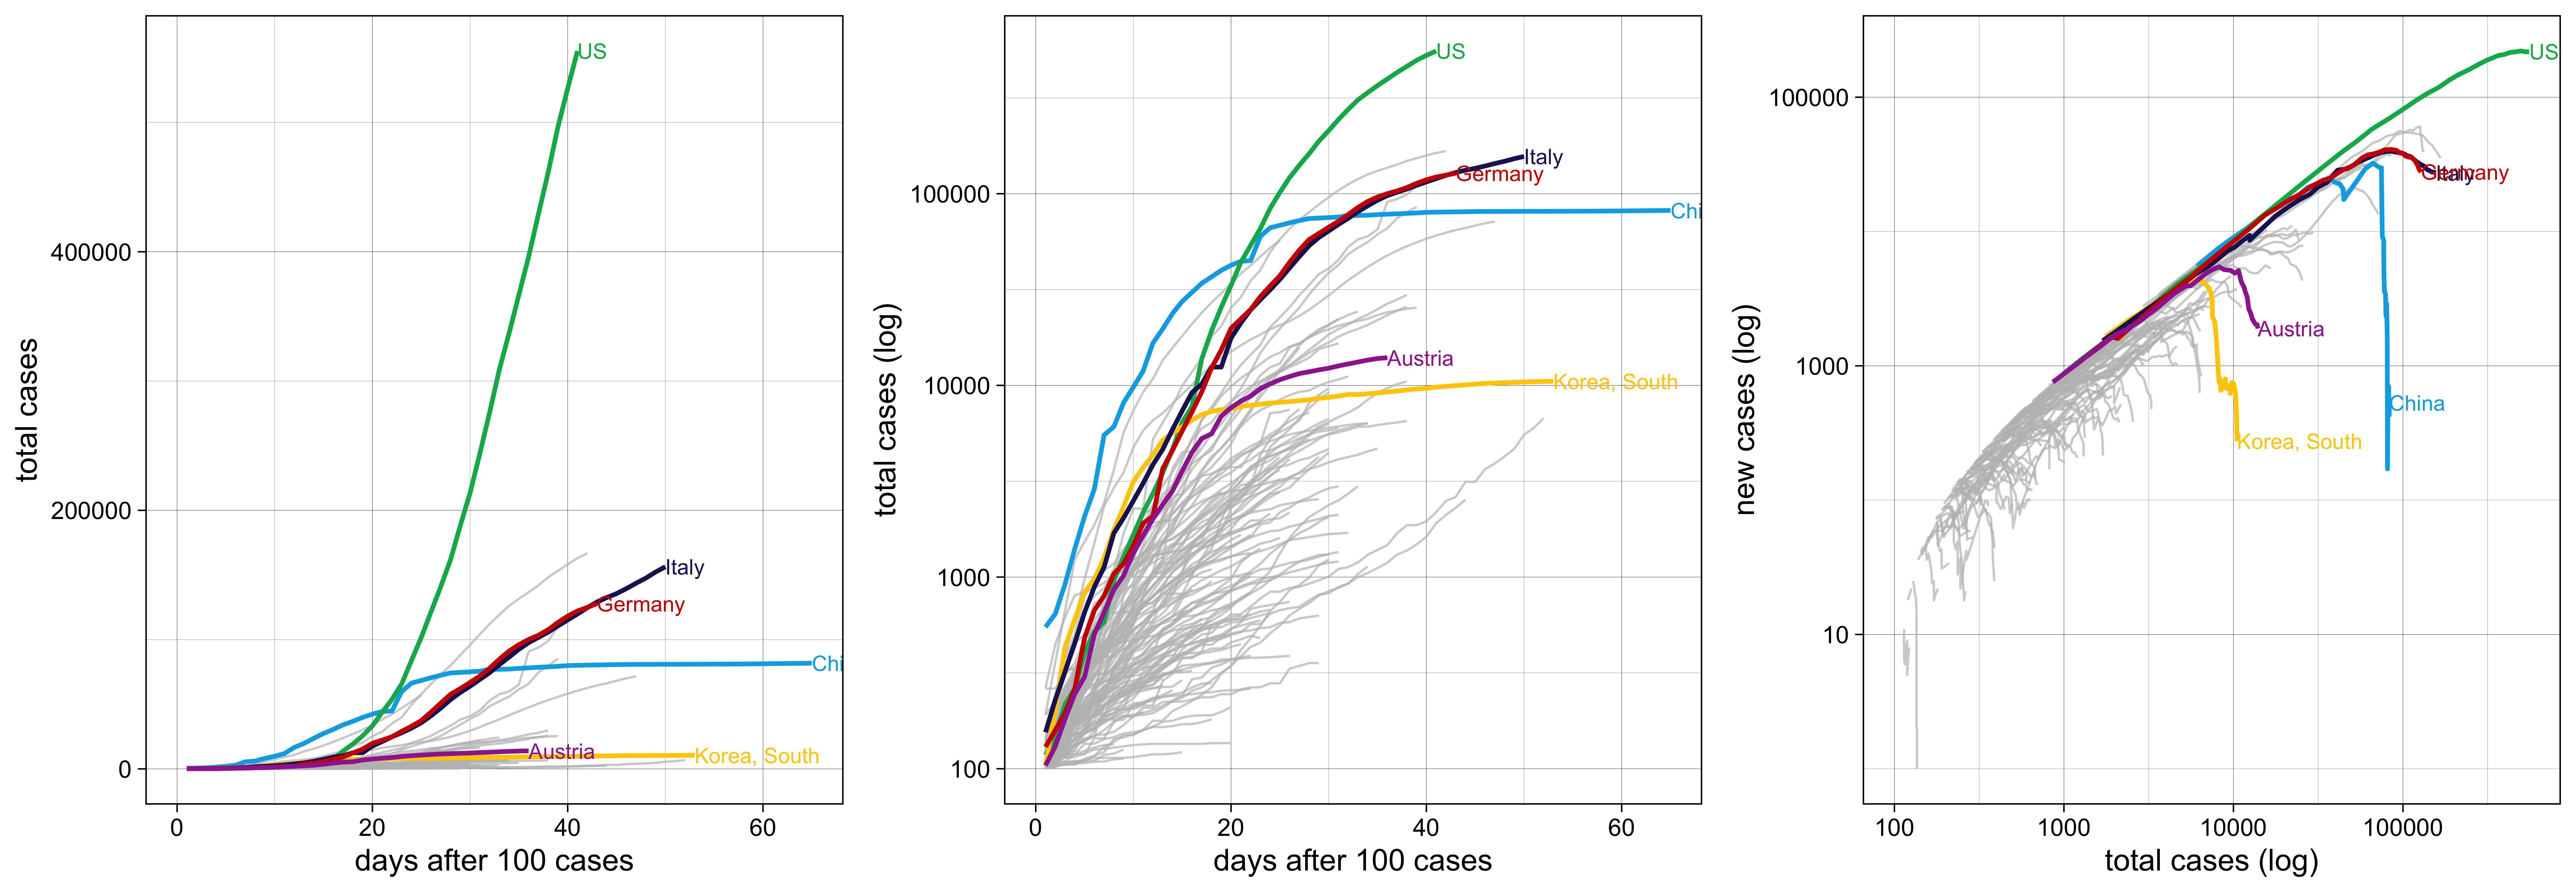 total cases
400000
200000
0
US
Italy
Germany
Chi
Austria
Korea, South
0
20
40
60
days after 100 cases
total cases (log)
100000
10000
1000
100
US
Italy
Germany
Chi
Austria
Korea, South
0
20
40
60
days after 100 cases
new cases (log)
100000
1000
10
US
Italy
Germany
Austria
China
Korea, South
100
1000
10000
100000
total cases (log)